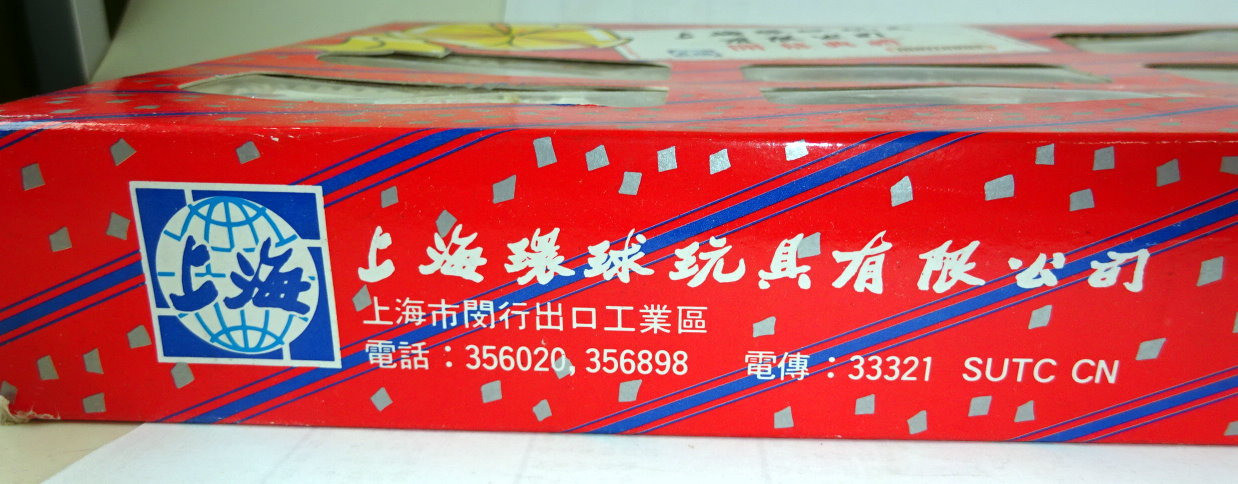 上海
上海環球玩具有限公司
上海市閔行出口工業區
電話：356020, 356898 電傳：33321 SUTC CN